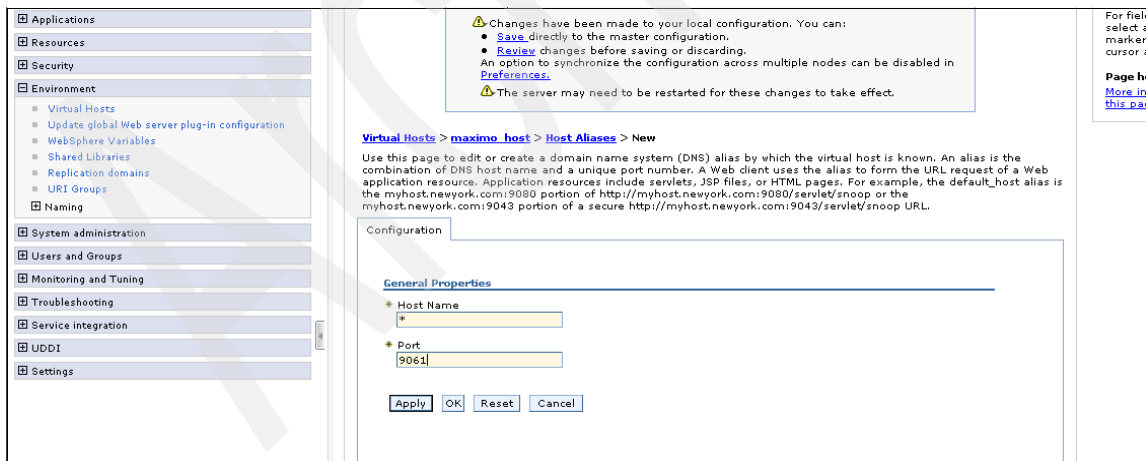 Applications
Resources
Security
Environment
Virtual Hosts
Update global Web server plug-in configuration
WebSphere Variables
Shared Libraries
Replication domains
URI Groups
Naming
System administration
Users and Groups
Monitoring and Tuning
Troubleshooting
Service integration
UDDI
Settings
Changes have been made to your local configuration. You can:
Save directly to the master configuration.
Review changes before saving or discarding.
An option to synchronize the configuration across multiple nodes can be disabled in
Preferences.
The server may need to be restarted for these changes to take effect.
Virtual Hosts > maximo_host > Host Aliases > New
Use this page to edit or create a domain name system (DNS) alias by which the virtual host is known. An alias is the
combination of DNS host name and a unique port number. A Web client uses the alias to form the URL request of a Web
application resource. Application resources include servlets, JSP files, or HTML pages. For example, the default_host alias is
the myhost.newyork.com:9080 portion of http://myhost.newyork.com:9080/servlet/snoop or the
myhost.newyork.com:9043 portion of a secure http://myhost.newyork.com:9043/servlet/snoop URL.
Configuration
General Properties
* Host Name
*
* Port
9061
Apply OK Reset Cancel
For fiel
select a
marker
cursor a
Page h
More in
this pa